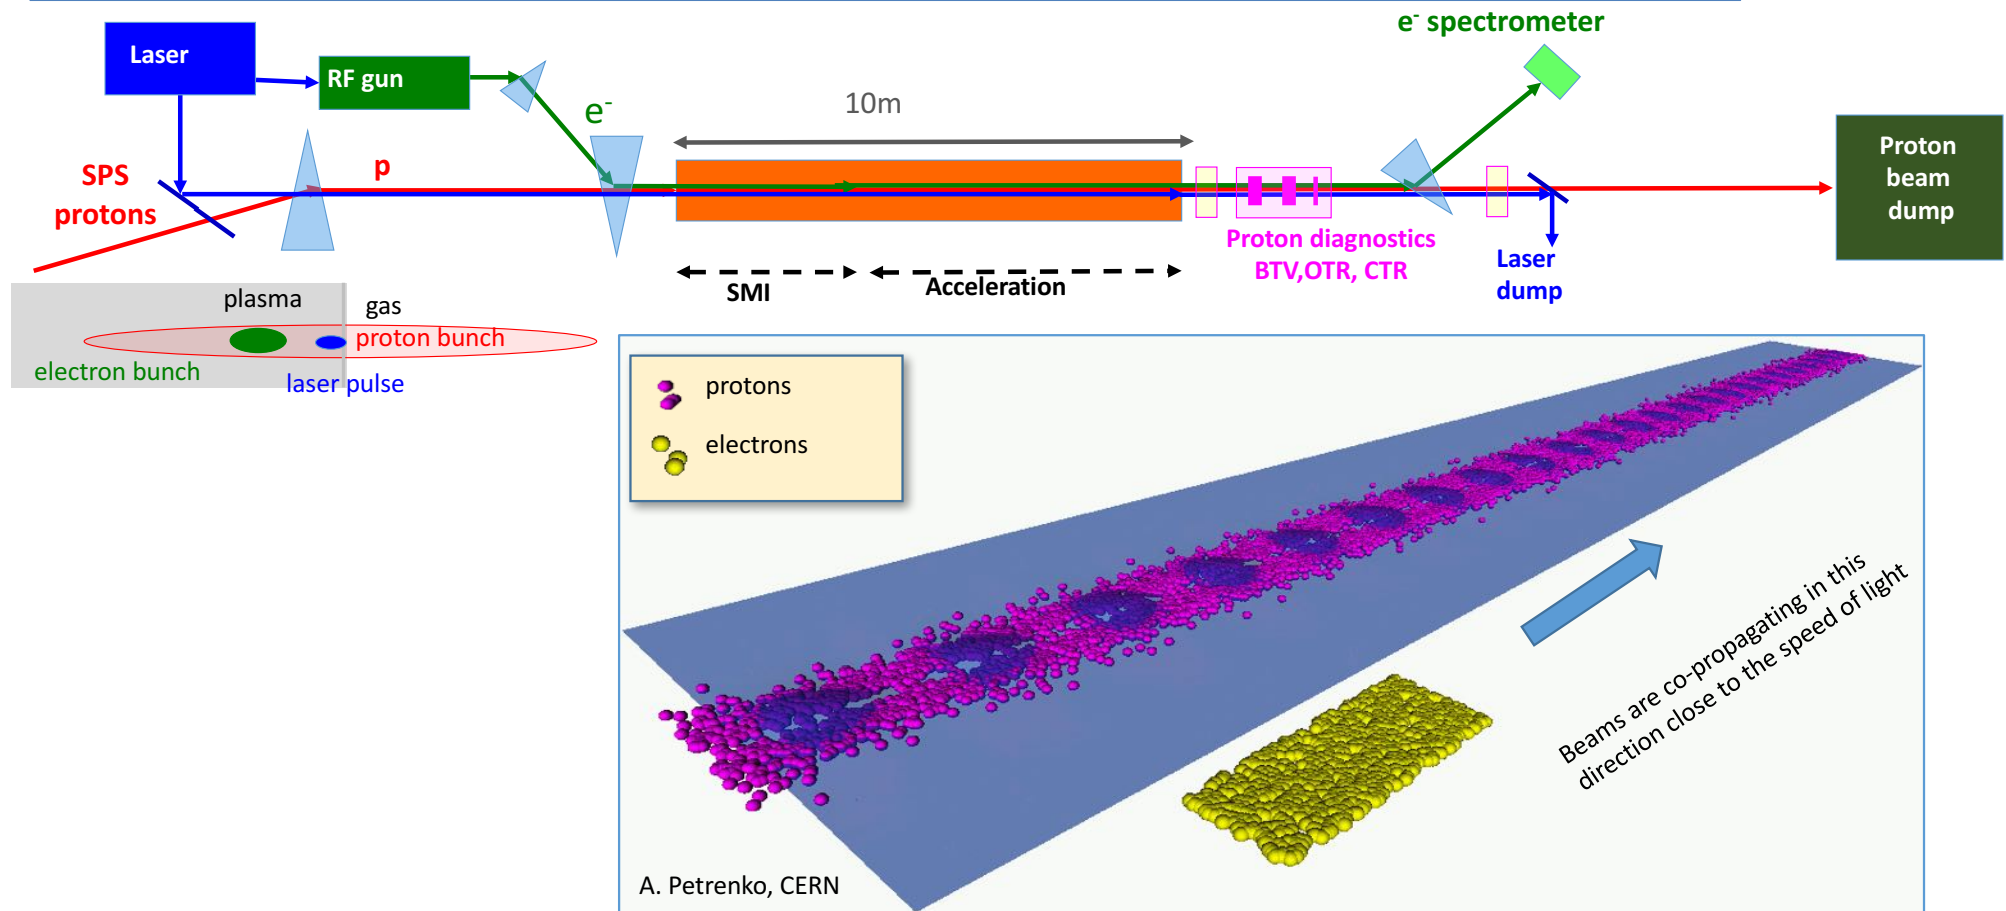 e- spectrometer
Laser
RF gun
e-
10m
SPS
protons
p
Proton
beam
dump
Proton diagnostics
BTV,OTR, CTR
Laser
dump
SMI
Acceleration
plasma
gas
proton bunch
electron bunch
laser pulse
protons
electrons
Beams are co-propagating in this
direction close to the speed of light
A. Petrenko, CERN